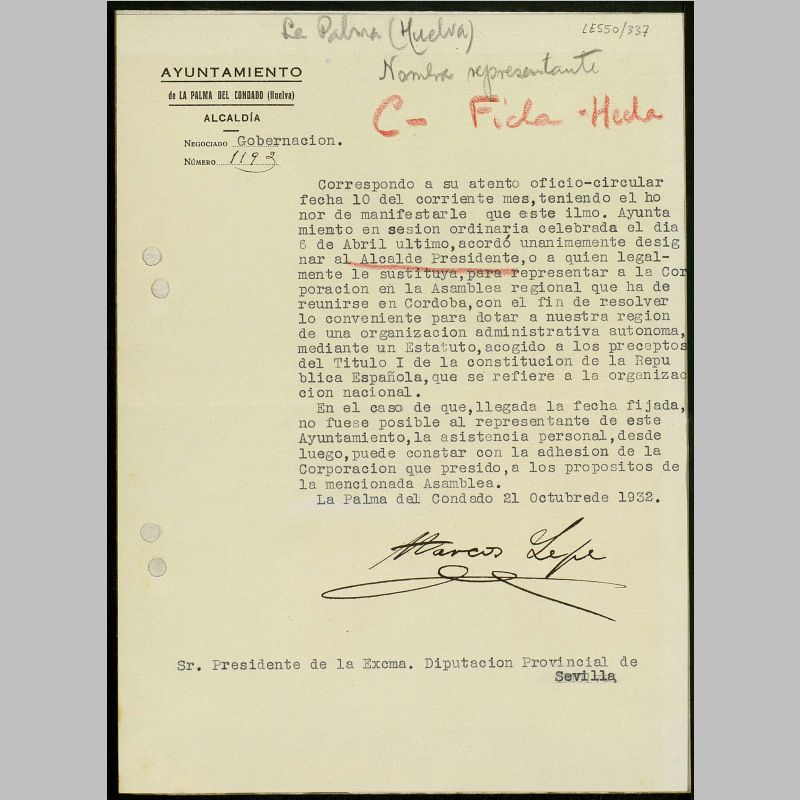 La Palma (Huelva)
LE550/337
Nombra representante
C- Ficha - Hecha
AYUNTAMIENTO
de LA PALMA DEL CONDADO (Huelva)
ALCALDÍA
NEGOCIADO Gobernacion.
NÚMERO 1192
Correspondo a su atento oficio-circular
fecha 10 del corriente mes,teniendo el ho
nor de manifestarle que este ilmo. Ayunta
miento en sesion ordinaria celebrada el dia
6 de Abril ultimo,acordó unanimemente desig
nar al Alcalde Presidente,o a quien legal-
mente le sustituya,para representar a la Cor
poracion en la Asamblea regional que ha de
reunirse en Cordoba,con el fin de resolver
lo conveniente para dotar a nuestra region
de una organizacion administrativa autonoma,
mediante un Estatuto,acogido a los preceptos
del Titulo I de la constitucion de la Repu
blica Española,que se refiere a la organizac
cion nacional.
En el caso de que,llegada la fecha fijada,
no fuese posible al representante de este
Ayuntamiento,la asistencia personal,desde
luego,puede constar con la adhesion de la
Corporacion que presido,a los propositos de
la mencionada Asamblea.
La Palma del Condado 21 Octubrede 1932.
Marcos Lepe
Sr. Presidente de la Excma. Diputacion Provincial de
Sevilla